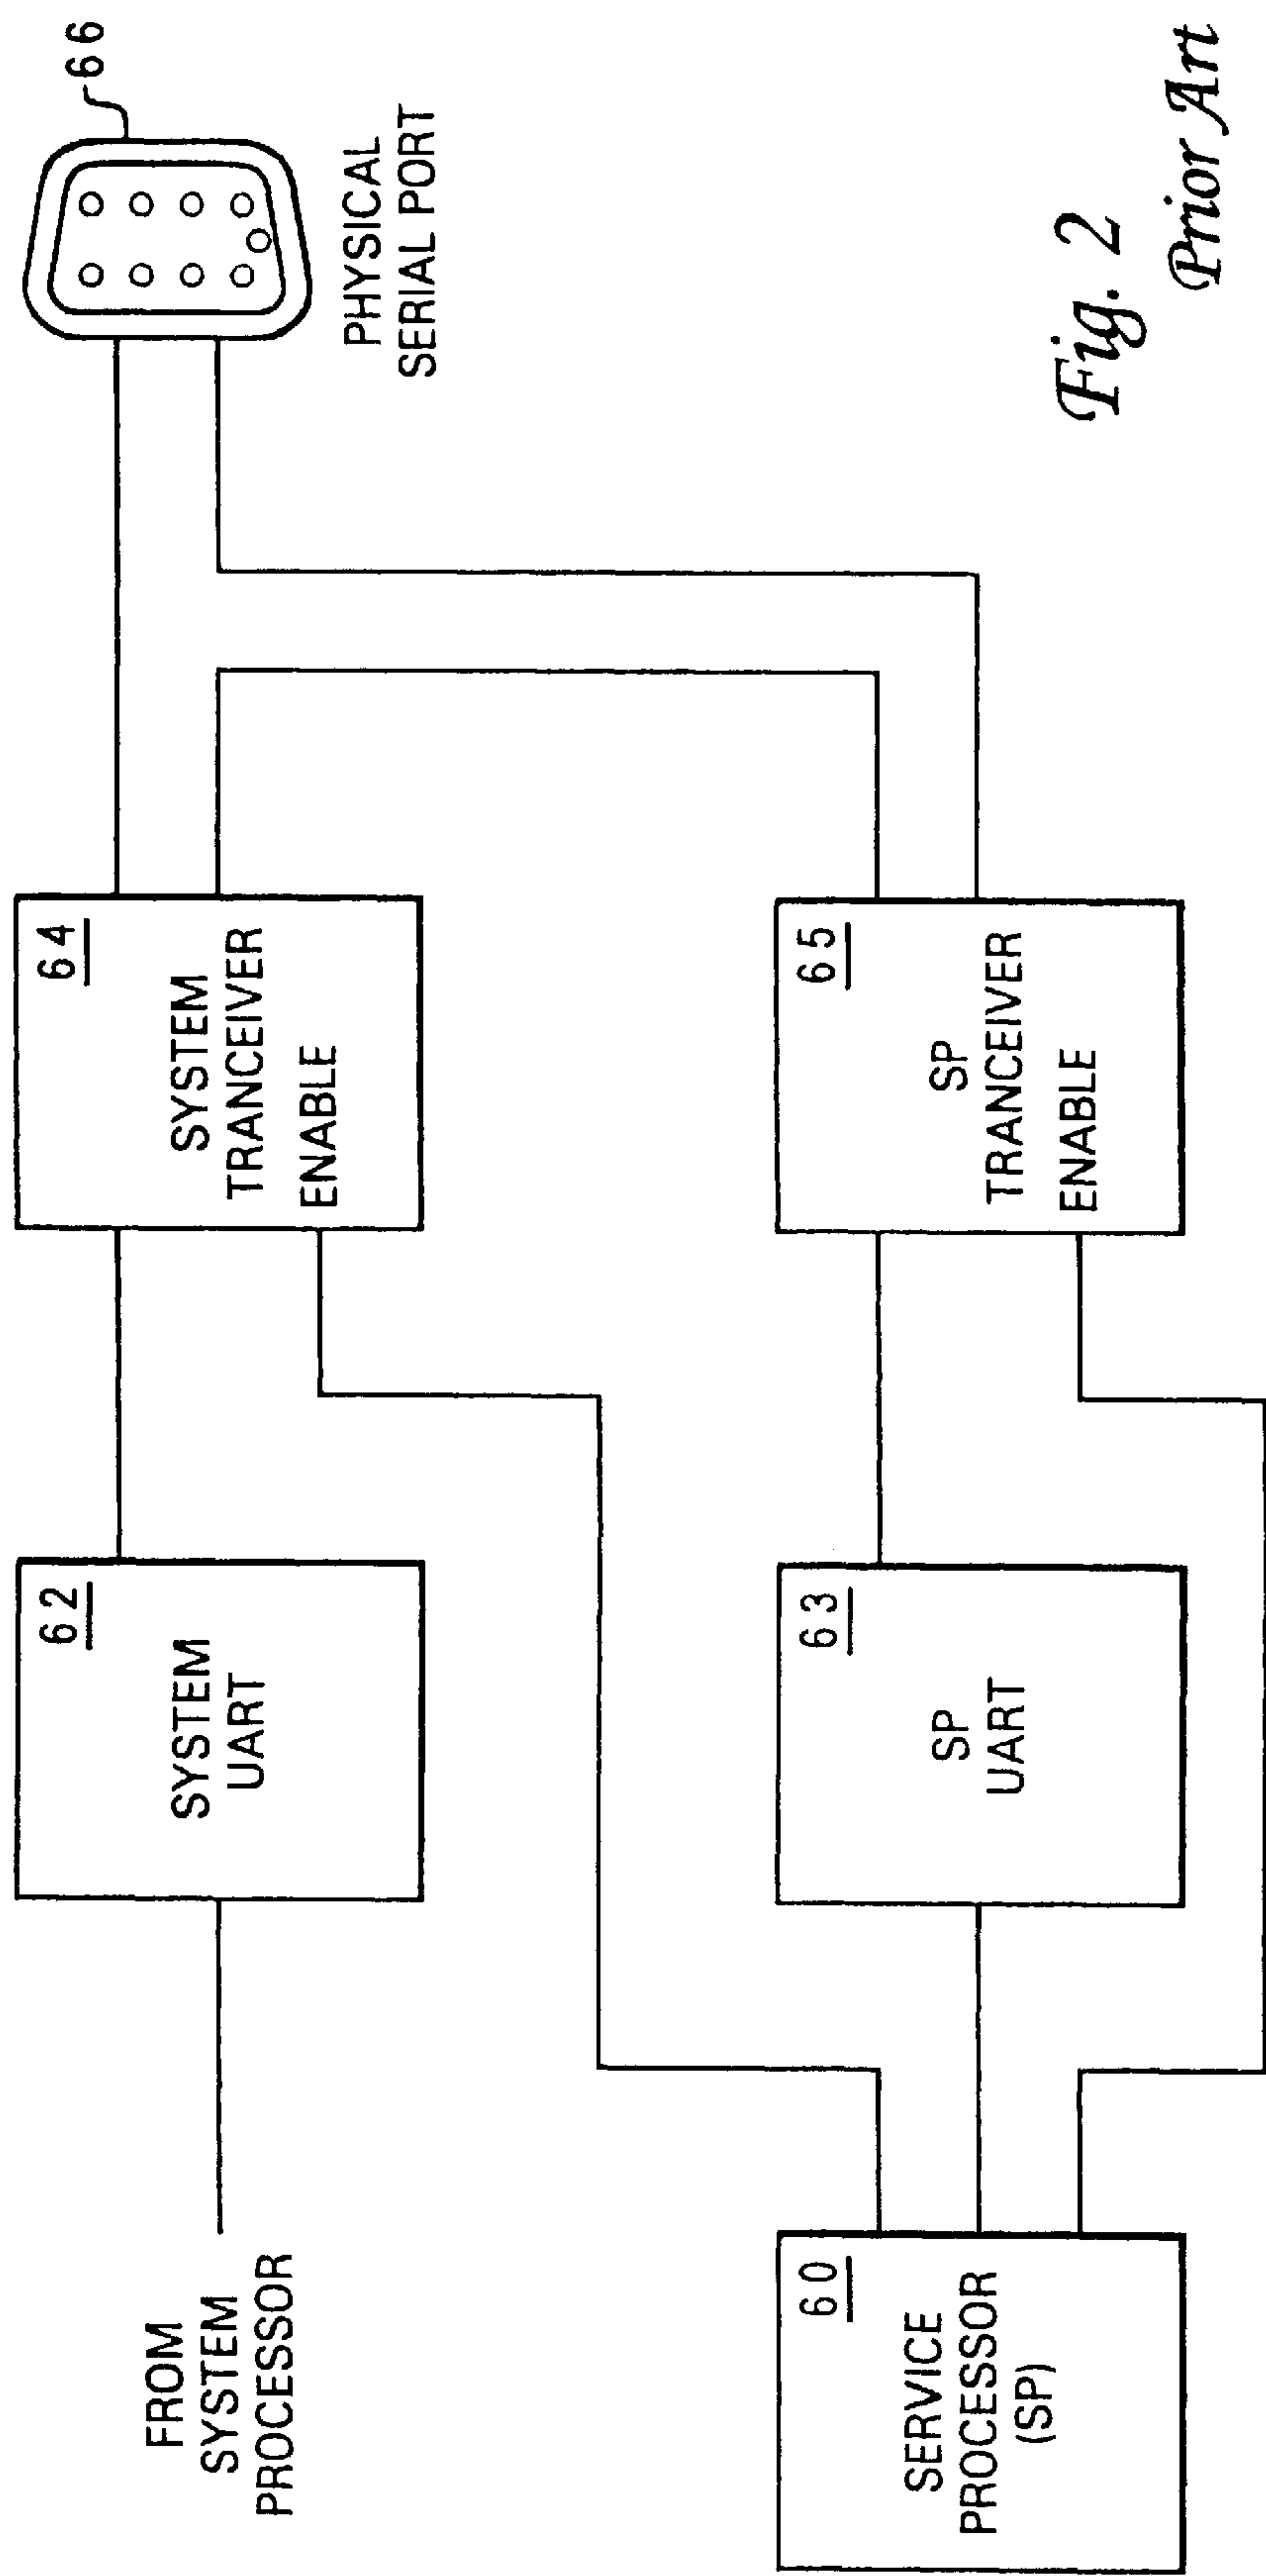 FROM
SYSTEM
PROCESSOR
62
SYSTEM
UART
64
SYSTEM
TRANCEIVER
ENABLE
66
PHYSICAL
SERIAL PORT
60
SERVICE
PROCESSOR
(SP)
63
SP
UART
65
SP
TRANCEIVER
ENABLE
Fig. 2
Prior Art